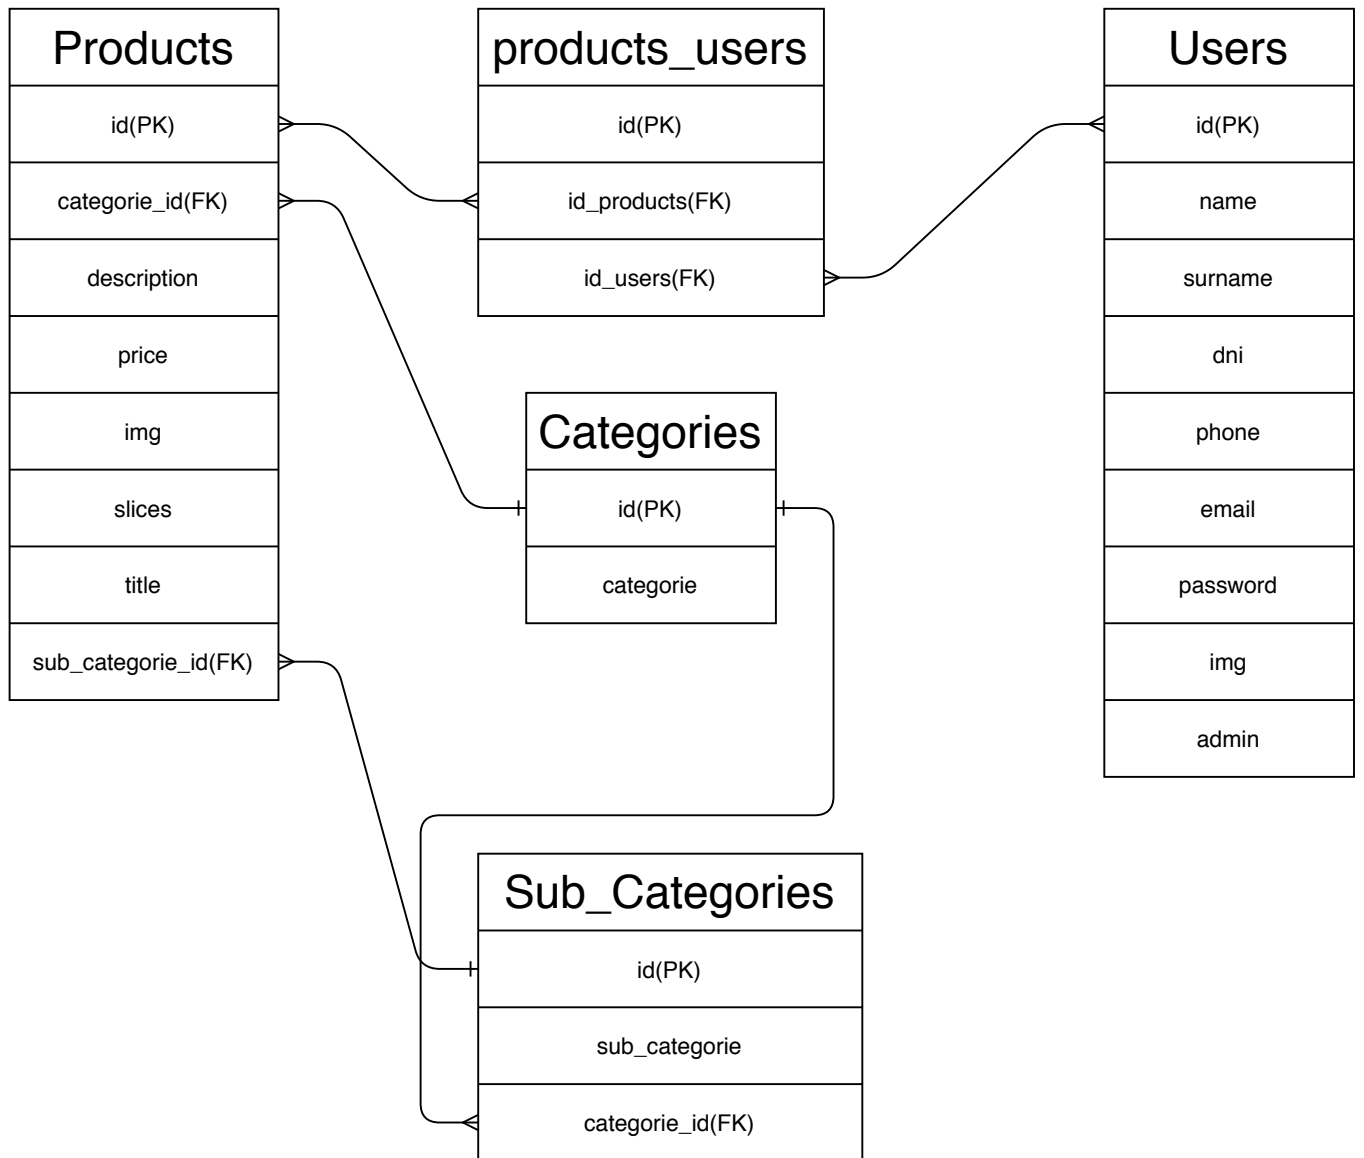 Products
id(PK)
categorie_id(FK)
description
price
img
slices
title
sub_categorie_id(FK)
products_users
id(PK)
id_products(FK)
id_users(FK)
Categories
id(PK)
categorie
Sub_Categories
id(PK)
sub_categorie
categorie_id(FK)
Users
id(PK)
name
surname
dni
phone
email
password
img
admin